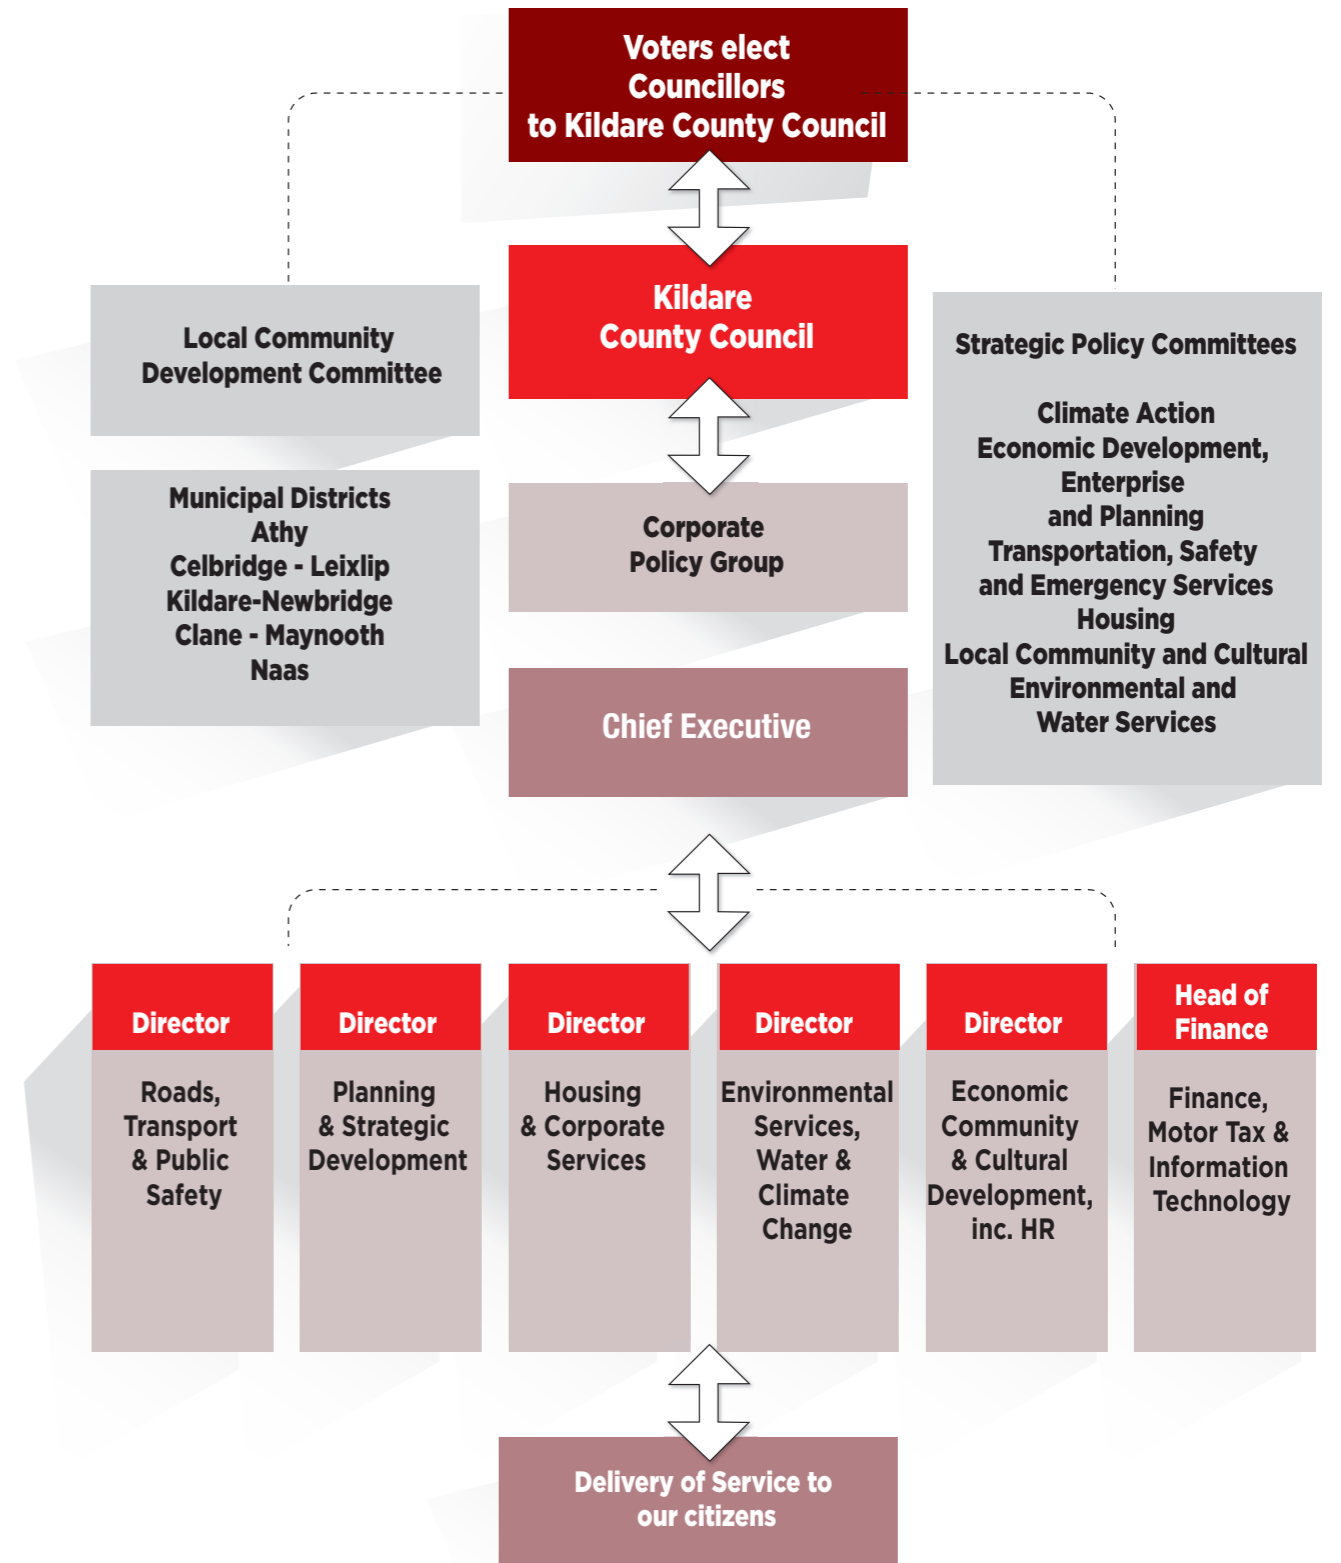 Voters elect
Councillors
to Kildare County Council
Kildare
County Council
Local Community
Development Committee
Municipal Districts
Athy
Celbridge - Leixlip
Kildare-Newbridge
Clane - Maynooth
Naas
Corporate
Policy Group
Chief Executive
Strategic Policy Committees
Climate Action
Economic Development,
Enterprise
and Planning
Transportation, Safety
and Emergency Services
Housing
Local Community and Cultural
Environmental and
Water Services
Director
Roads,
Transport
& Public
Safety
Director
Planning
& Strategic
Development
Director
Housing
& Corporate
Services
Director
Environmental
Services,
Water &
Climate
Change
Director
Economic
Community
& Cultural
Development,
inc. HR
Head of
Finance
Finance,
Motor Tax &
Information
Technology
Delivery of Service to
our citizens